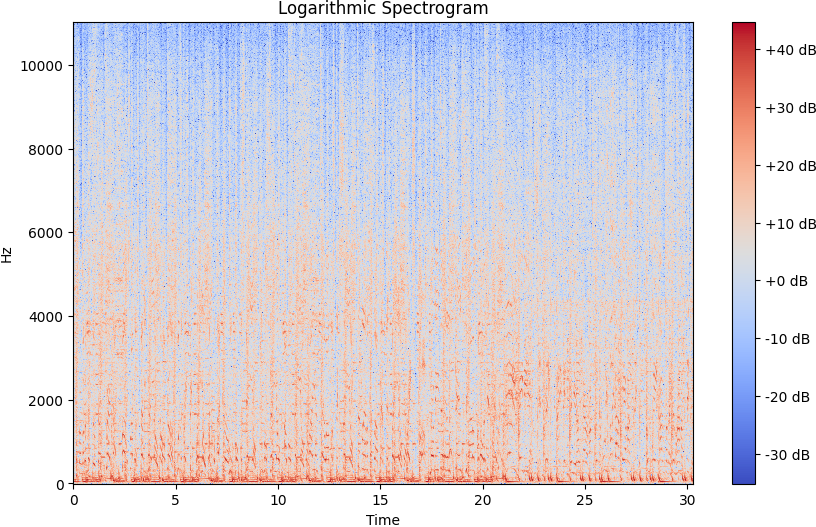 Logarithmic Spectrogram
Hz
10000
8000
6000
4000
2000
0
0 5 10 15 20 25 30
Time
+40 dB
+30 dB
+20 dB
+10 dB
+0 dB
-10 dB
-20 dB
-30 dB